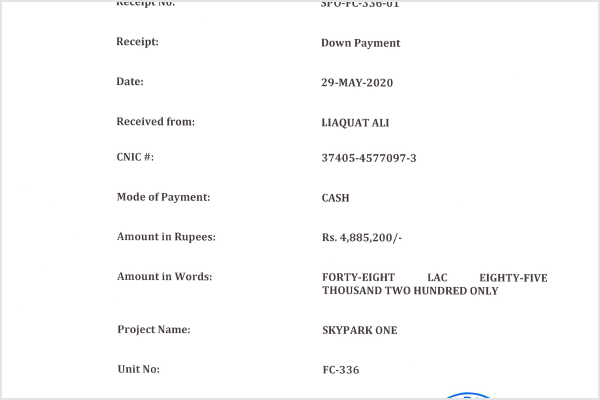 Receipt No: SPO-FC-336-01
Receipt: Down Payment
Date: 29-MAY-2020
Received from: LIAQUAT ALI
CNIC #: 37405-4577097-3
Mode of Payment: CASH
Amount in Rupees: Rs. 4,885,200/-
Amount in Words: FORTY-EIGHT LAC EIGHTY-FIVE
THOUSAND TWO HUNDRED ONLY
Project Name: SKYPARK ONE
Unit No: FC-336